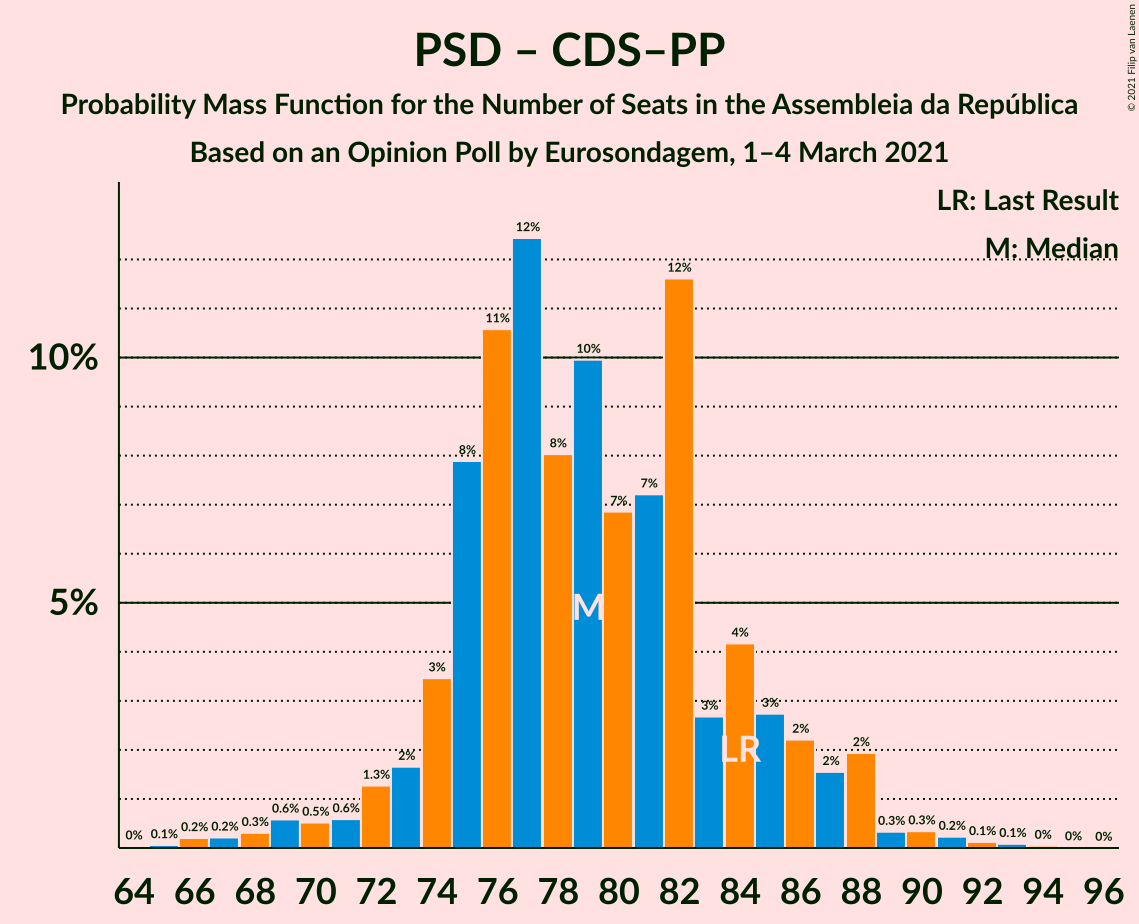 © 2021 Filip van Laenen
PSD – CDS–PP
Probability Mass Function for the Number of Seats in the Assembleia da República
Based on an Opinion Poll by Eurosondagem, 1–4 March 2021
LR: Last Result
M: Median
10%
5%
0% 0.1% 0.2% 0.2% 0.3% 0.6% 0.5% 0.6% 1.3% 2% 3% 8% 11% 12% 8% 10% 7% 7% 12% 3% 4% 3% 2% 2% 2% 0.3% 0.3% 0.2% 0.1% 0.1% 0% 0% 0%
M
LR
64 66 68 70 72 74 76 78 80 82 84 86 88 90 92 94 96